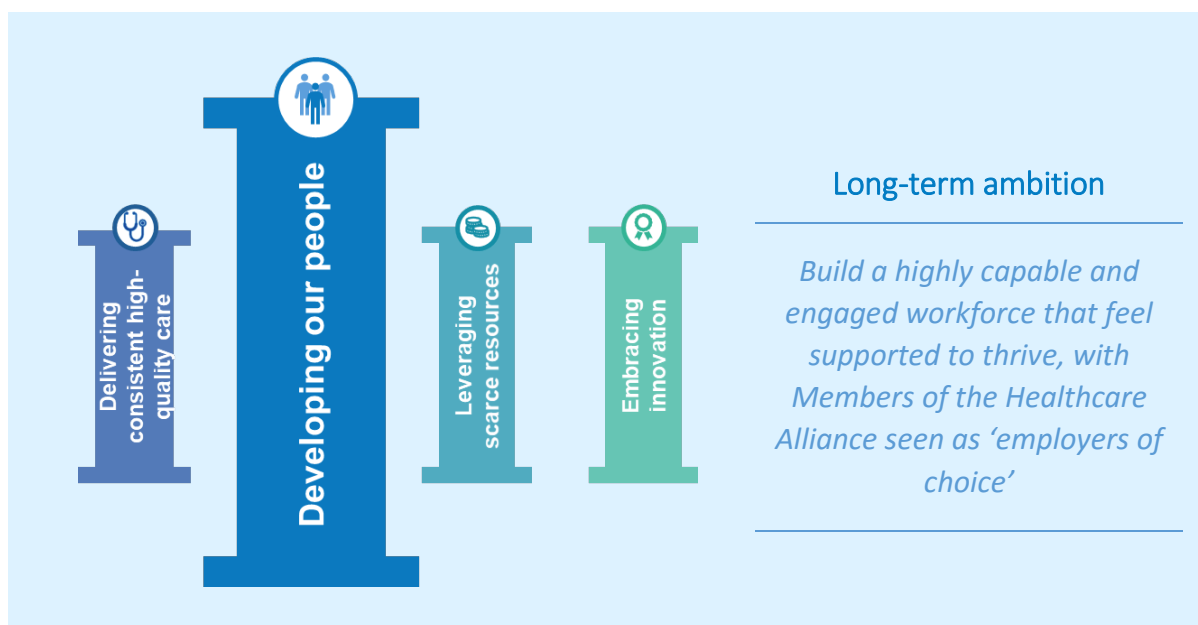 Delivering
consistent high-
quality care
Developing our people
Leveraging
scarce resources
Embracing
innovation
Long-term ambition
Build a highly capable and
engaged workforce that feel
supported to thrive, with
Members of the Healthcare
Alliance seen as ‘employers of
choice’